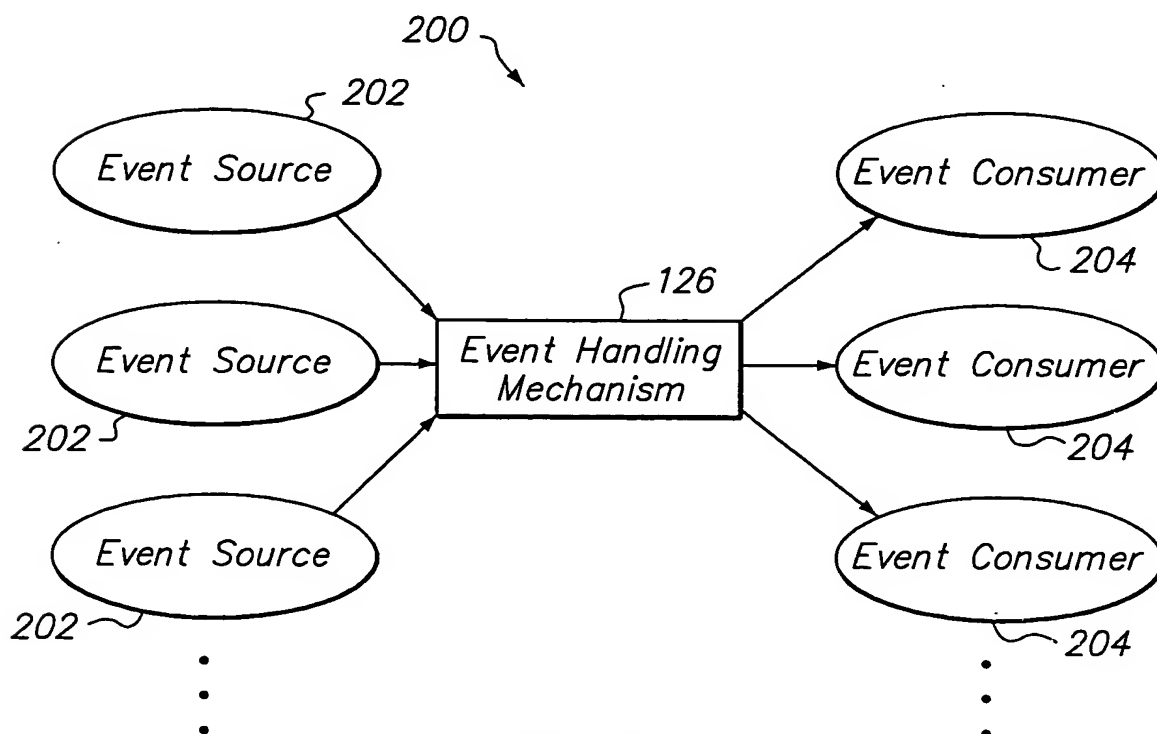 200
202
Event Source
Event Consumer
204
126
Event Source
Event Handling
Mechanism
Event Consumer
202
204
Event Source
Event Consumer
202
204